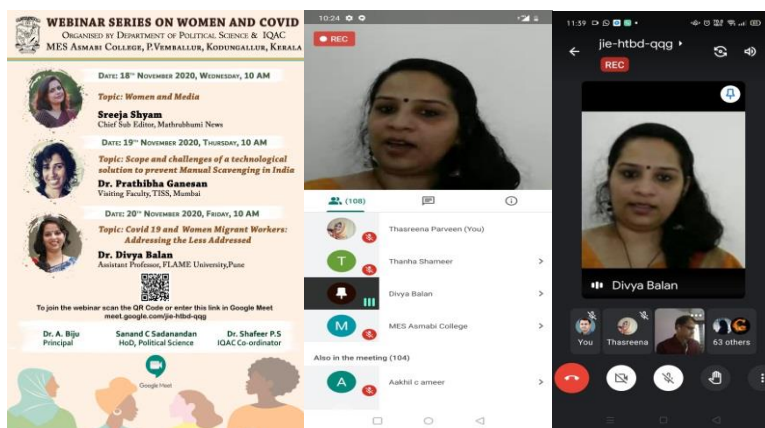 WEBINAR SERIES ON WOMEN AND COVID
ORGANISED BY DEPARTMENT OF POLITICAL SCIENCE & IQAC
MES ASMABI COLLEGE, P.VEMBALLUR, KODUNGALLUR, KERALA
DATE: 18TH NOVEMBER 2020, WEDNESDAY, 10 AM
Topic: Women and Media
Sreeja Shyam
Chief Sub Editor, Mathrubhumi News
DATE: 19TH NOVEMBER 2020, THURSDAY, 10 AM
Topic: Scope and challenges of a technological
solution to prevent Manual Scavenging in India
Dr. Prathibha Ganesan
Visiting Faculty, TISS, Mumbai
DATE: 20TH NOVEMBER 2020, FRIDAY, 10 AM
Topic: Covid 19 and Women Migrant Workers:
Addressing the Less Addressed
Dr. Divya Balan
Assistant Professor, FLAME University,Pune
To join the webinar scan the QR Code or enter this link in Google Meet
meet.google.com/jie-htbd-qqg
Dr. A. Biju
Principal
Sanand C Sadanandan
HoD, Political Science
Dr. Shafeer P.S
IQAC Co-ordinator
Google Meet
10:24
REC
(108)
Thasreena Parveen (You)
T
Thanha Shameer
Divya Balan
M
MES Asmabi College
Also in the meeting (104)
A
Aakhil c ameer
11:59
jie-htbd-qqg
REC
Divya Balan
You
Thasreena
63 others